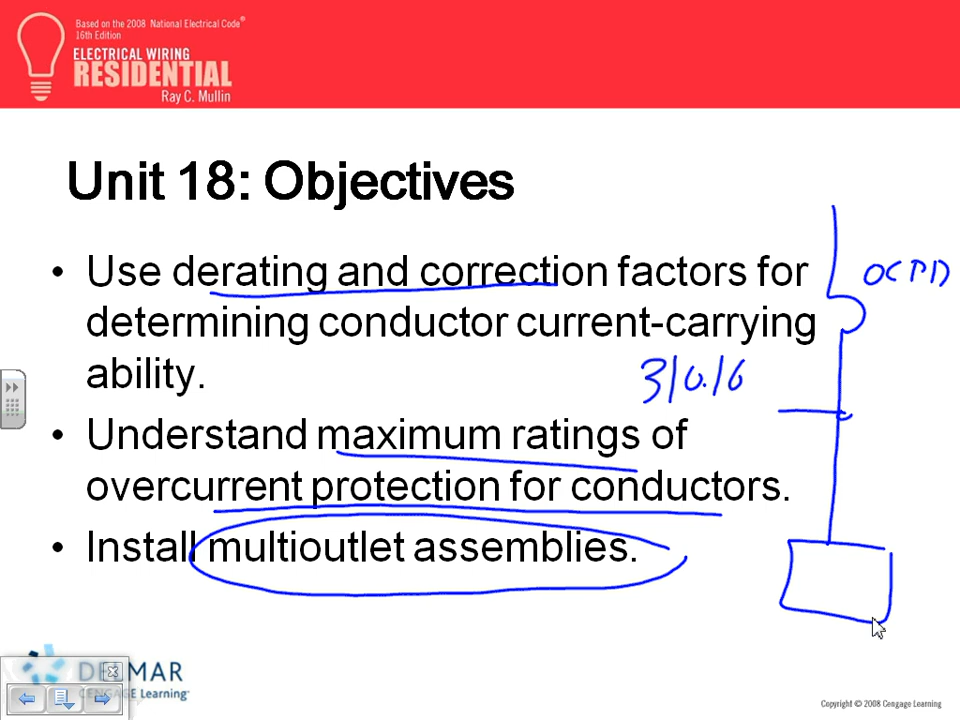 Based on the 2008 National Electrical Code®
16th Edition
ELECTRICAL WIRING
RESIDENTIAL
Ray C. Mullin
Unit 18: Objectives
• Use derating and correction factors for
determining conductor current-carrying
ability.
OCPD
310.16
• Understand maximum ratings of
overcurrent protection for conductors.
• Install multioutlet assemblies.
MAR
CENGAGE Learning™
Copyright © 2008 Cengage Learning